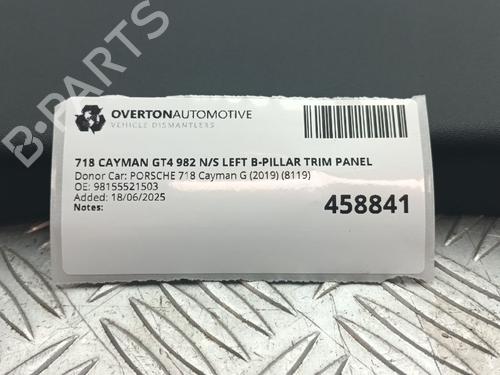 OVERTONAUTOMOTIVE
VEHICLE DISMANTLERS
718 CAYMAN GT4 982 N/S LEFT B-PILLAR TRIM PANEL
Donor Car: PORSCHE 718 Cayman G (2019) (8119)
OE: 98155521503
Added: 18/06/2025
Notes:
458841
B-PARTS